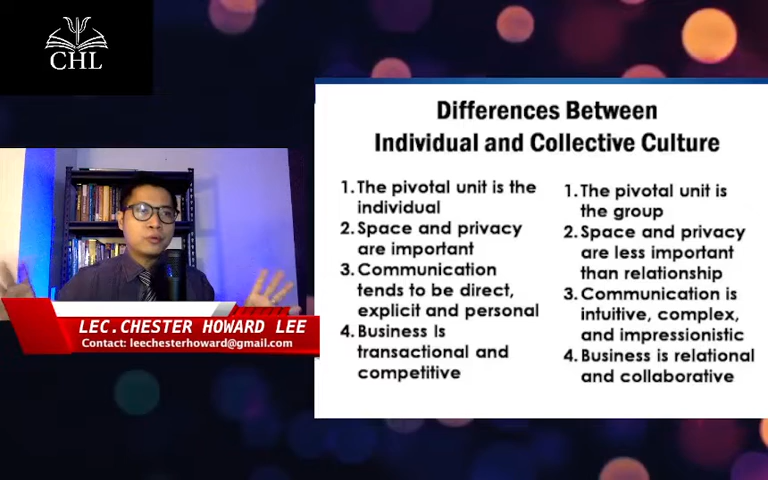 CHL
Differences Between
Individual and Collective Culture
1. The pivotal unit is the
individual
2. Space and privacy
are important
3. Communication
tends to be direct,
explicit and personal
4. Business Is
transactional and
competitive
1. The pivotal unit is
the group
2. Space and privacy
are less important
than relationship
3. Communication is
intuitive, complex,
and impressionistic
4. Business is relational
and collaborative
LEC.CHESTER HOWARD LEE
Contact: leechesterhoward@gmail.com